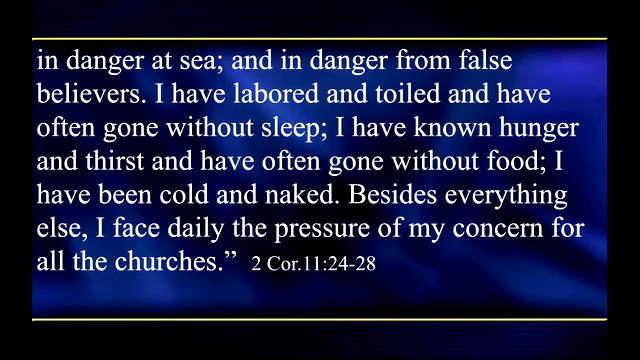 in danger at sea; and in danger from false
believers. I have labored and toiled and have
often gone without sleep; I have known hunger
and thirst and have often gone without food; I
have been cold and naked. Besides everything
else, I face daily the pressure of my concern for
all the churches.” 2 Cor.11:24-28